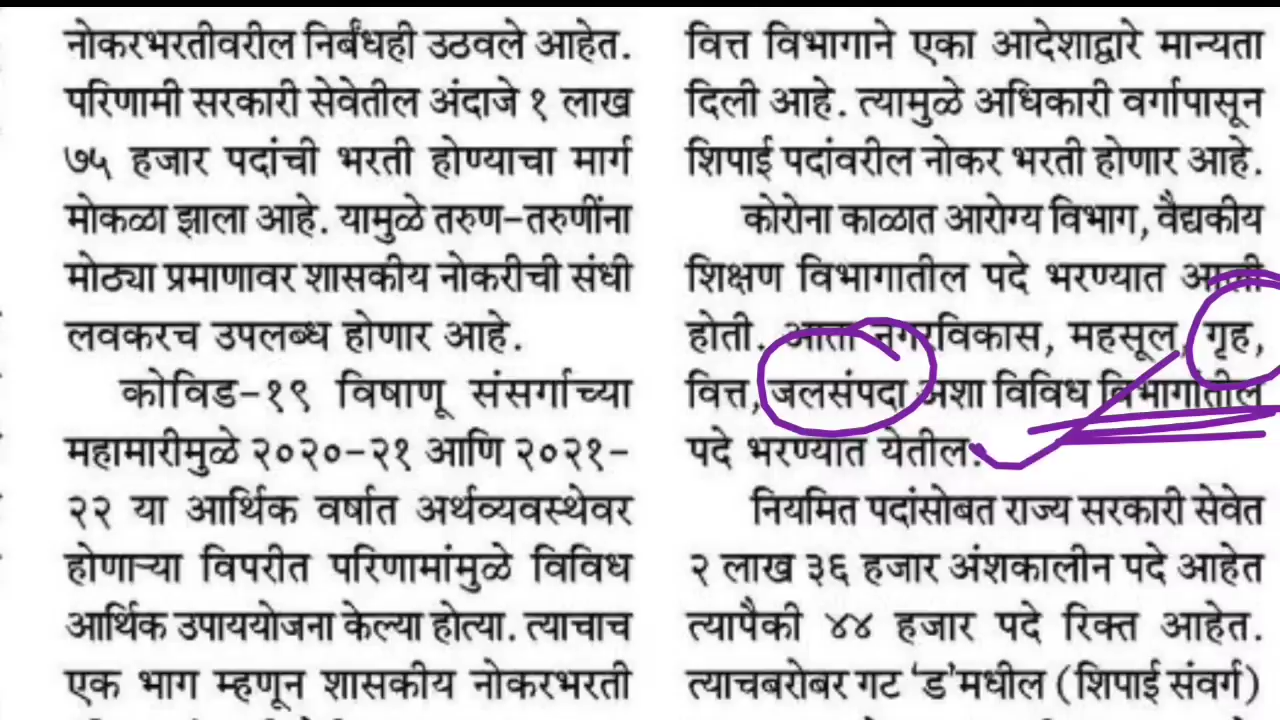 नोकरभरतीवरील निर्बंधही उठवले आहेत.
परिणामी सरकारी सेवेतील अंदाजे १ लाख
७५ हजार पदांची भरती होण्याचा मार्ग
मोकळा झाला आहे. यामुळे तरुण-तरुणींना
मोठ्या प्रमाणावर शासकीय नोकरीची संधी
लवकरच उपलब्ध होणार आहे.
कोविड-१९ विषाणू संसर्गाच्या
महामारीमुळे २०२०-२१ आणि २०२१-
२२ या आर्थिक वर्षात अर्थव्यवस्थेवर
होणाऱ्या विपरीत परिणामांमुळे विविध
आर्थिक उपाययोजना केल्या होत्या. त्याचाच
एक भाग म्हणून शासकीय नोकरभरती
वित्त विभागाने एका आदेशाद्वारे मान्यता
दिली आहे. त्यामुळे अधिकारी वर्गापासून
शिपाई पदांवरील नोकर भरती होणार आहे.
कोरोना काळात आरोग्य विभाग, वैद्यकीय
शिक्षण विभागातील पदे भरण्यात आली
होती. आता नगरविकास, महसूल, गृह,
वित्त, जलसंपदा अशा विविध विभागातील
पदे भरण्यात येतील.
नियमित पदांसोबत राज्य सरकारी सेवेत
२ लाख ३६ हजार अंशकालीन पदे आहेत
त्यापैकी ४४ हजार पदे रिक्त आहेत.
त्याचबरोबर गट 'ड'मधील (शिपाई संवर्ग)